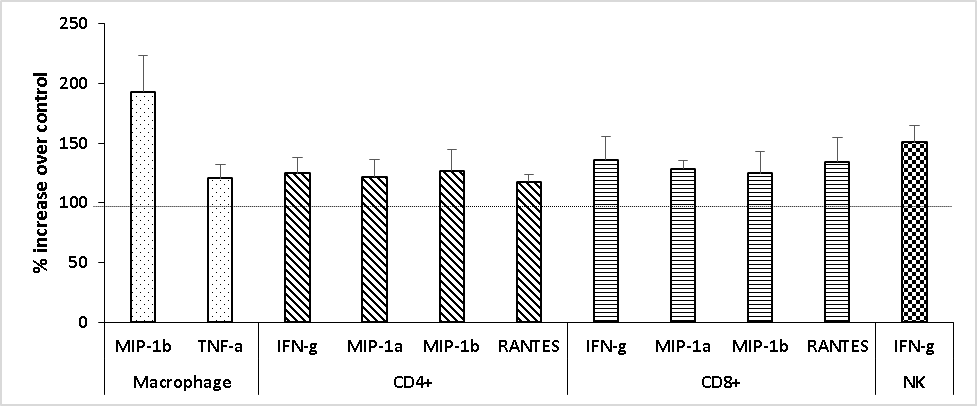 % increase over control
250
200
150
100
50
0
MIP-1b TNF-a IFN-g MIP-1a MIP-1b RANTES IFN-g MIP-1a MIP-1b RANTES IFN-g
Macrophage CD4+ CD8+ NK